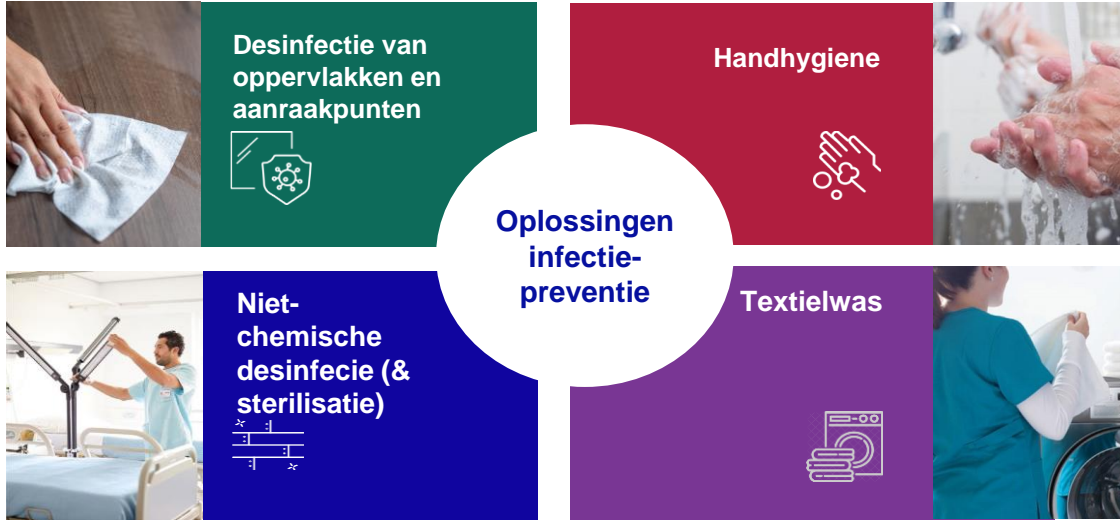 Desinfectie van
oppervlakken en
aanraakpunten
Handhygiene
Oplossingen
infectie-
preventie
Niet-
chemische
desinfecie (&
sterilisatie)
Textielwas